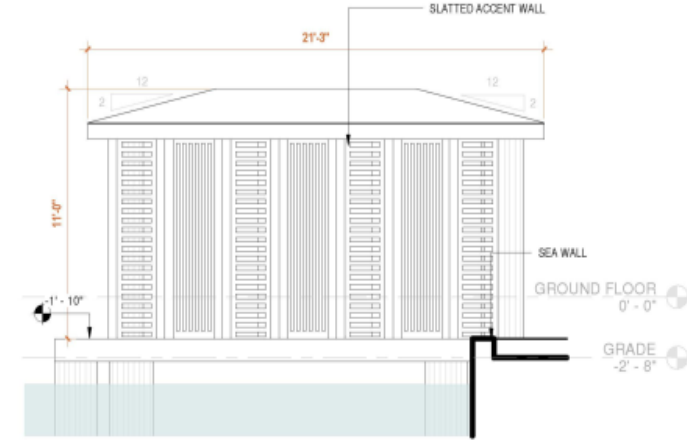 SLATTED ACCENT WALL
21'-3"
12
2
12
2
11'-0"
SEA WALL
GROUND FLOOR
0' - 0"
-1' - 10"
GRADE
-2' - 8"